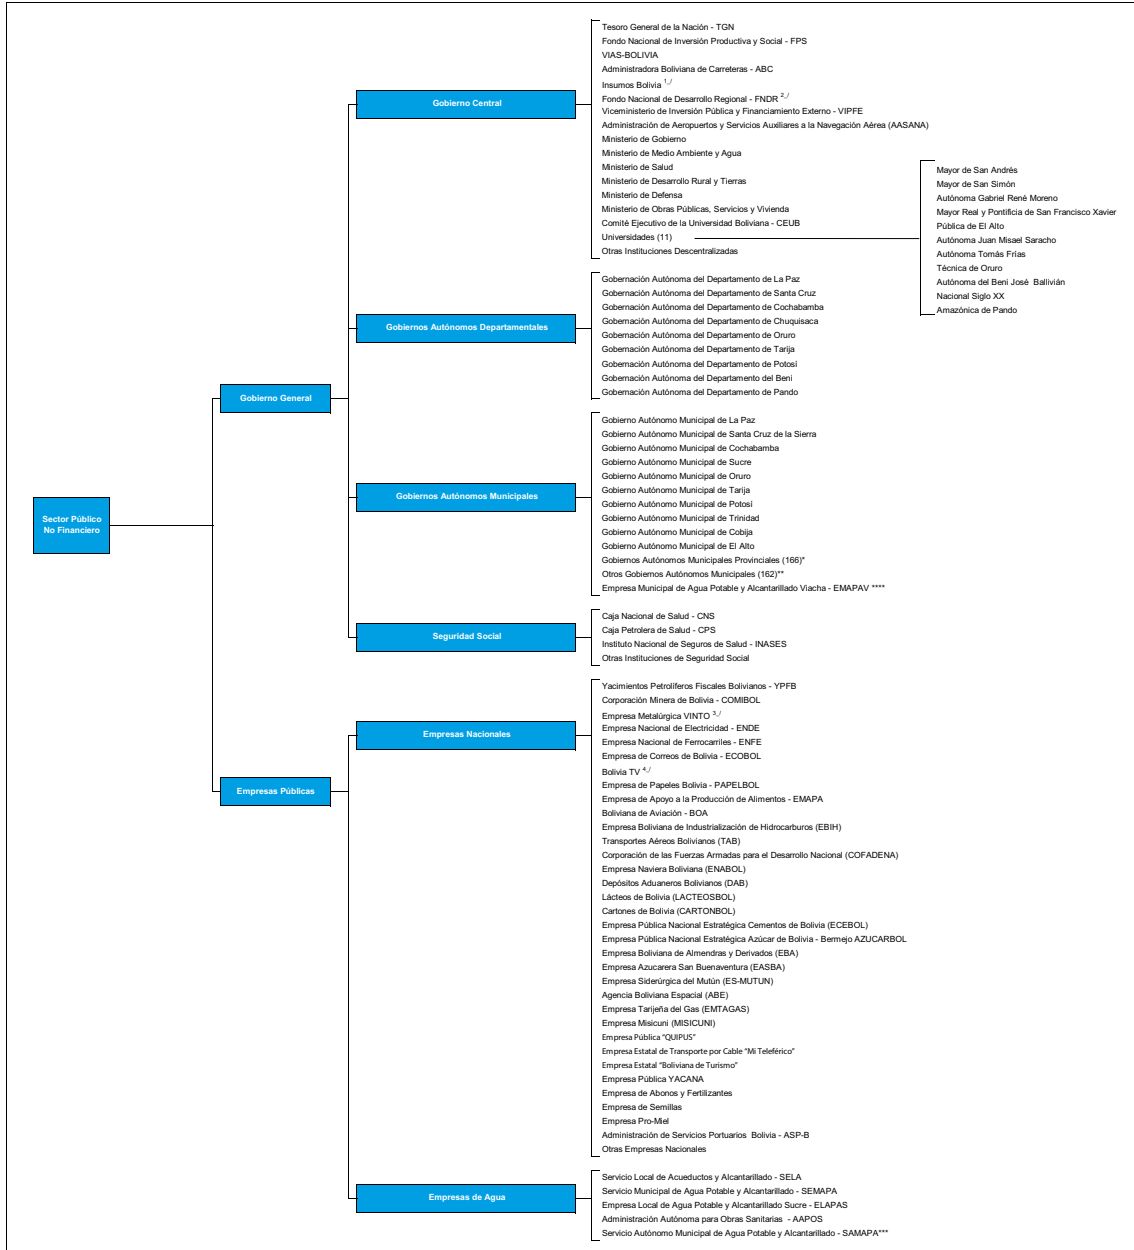 Sector Público
No Financiero
Gobierno General
Gobierno Central
Tesoro General de la Nación - TGN
Fondo Nacional de Inversión Productiva y Social - FPS
VIAS-BOLIVIA
Administradora Boliviana de Carreteras - ABC
Insumos Bolivia 1_/
Fondo Nacional de Desarrollo Regional - FNDR 2_/
Viceministerio de Inversión Pública y Financiamiento Externo - VIPFE
Administración de Aeropuertos y Servicios Auxiliares a la Navegación Aérea (AASANA)
Ministerio de Gobierno
Ministerio de Medio Ambiente y Agua
Ministerio de Salud
Ministerio de Desarrollo Rural y Tierras
Ministerio de Defensa
Ministerio de Obras Públicas, Servicios y Vivienda
Comité Ejecutivo de la Universidad Boliviana - CEUB
Universidades (11)
Otras Instituciones Descentralizadas
Mayor de San Andrés
Mayor de San Simón
Autónoma Gabriel René Moreno
Mayor Real y Pontificia de San Francisco Xavier
Pública de El Alto
Autónoma Juan Misael Saracho
Autónoma Tomás Frías
Técnica de Oruro
Autónoma del Beni José Ballivián
Nacional Siglo XX
Amazónica de Pando
Gobiernos Autónomos Departamentales
Gobernación Autónoma del Departamento de La Paz
Gobernación Autónoma del Departamento de Santa Cruz
Gobernación Autónoma del Departamento de Cochabamba
Gobernación Autónoma del Departamento de Chuquisaca
Gobernación Autónoma del Departamento de Oruro
Gobernación Autónoma del Departamento de Tarija
Gobernación Autónoma del Departamento de Potosí
Gobernación Autónoma del Departamento del Beni
Gobernación Autónoma del Departamento de Pando
Gobiernos Autónomos Municipales
Gobierno Autónomo Municipal de La Paz
Gobierno Autónomo Municipal de Santa Cruz de la Sierra
Gobierno Autónomo Municipal de Cochabamba
Gobierno Autónomo Municipal de Sucre
Gobierno Autónomo Municipal de Oruro
Gobierno Autónomo Municipal de Tarija
Gobierno Autónomo Municipal de Potosí
Gobierno Autónomo Municipal de Trinidad
Gobierno Autónomo Municipal de Cobija
Gobierno Autónomo Municipal de El Alto
Gobiernos Autónomos Municipales Provinciales (166)*
Otros Gobiernos Autónomos Municipales (162)**
Empresa Municipal de Agua Potable y Alcantarillado Viacha - EMAPAV ****
Seguridad Social
Caja Nacional de Salud - CNS
Caja Petrolera de Salud - CPS
Instituto Nacional de Seguros de Salud - INASES
Otras Instituciones de Seguridad Social
Empresas Públicas
Empresas Nacionales
Yacimientos Petrolíferos Fiscales Bolivianos - YPFB
Corporación Minera de Bolivia - COMIBOL
Empresa Metalúrgica VINTO 3_/
Empresa Nacional de Electricidad - ENDE
Empresa Nacional de Ferrocarriles - ENFE
Empresa de Correos de Bolivia - ECOBOL
Bolivia TV 4_/
Empresa de Papeles Bolivia - PAPELBOL
Empresa de Apoyo a la Producción de Alimentos - EMAPA
Boliviana de Aviación - BOA
Empresa Boliviana de Industrialización de Hidrocarburos (EBIH)
Transportes Aéreos Bolivianos (TAB)
Corporación de las Fuerzas Armadas para el Desarrollo Nacional (COFADENA)
Empresa Naviera Boliviana (ENABOL)
Depósitos Aduaneros Bolivianos (DAB)
Lácteos de Bolivia (LACTEOSBOL)
Cartones de Bolivia (CARTONBOL)
Empresa Pública Nacional Estratégica Cementos de Bolivia (ECEBOL)
Empresa Pública Nacional Estratégica Azúcar de Bolivia - Bermejo AZUCARBOL
Empresa Boliviana de Almendras y Derivados (EBA)
Empresa Azucarera San Buenaventura (EASBA)
Empresa Siderúrgica del Mutún (ES-MUTUN)
Agencia Boliviana Espacial (ABE)
Empresa Tarijeña del Gas (EMTAGAS)
Empresa Misicuni (MISICUNI)
Empresa Pública "QUIPUS"
Empresa Estatal de Transporte por Cable "Mi Teleférico"
Empresa Estatal "Boliviana de Turismo"
Empresa Pública YACANA
Empresa de Abonos y Fertilizantes
Empresa de Semillas
Empresa Pro-Miel
Administración de Servicios Portuarios Bolivia - ASP-B
Otras Empresas Nacionales
Empresas de Agua
Servicio Local de Acueductos y Alcantarillado - SELA
Servicio Municipal de Agua Potable y Alcantarillado - SEMAPA
Empresa Local de Agua Potable y Alcantarillado Sucre - ELAPAS
Administración Autónoma para Obras Sanitarias - AAPOS
Servicio Autónomo Municipal de Agua Potable y Alcantarillado - SAMAPA***